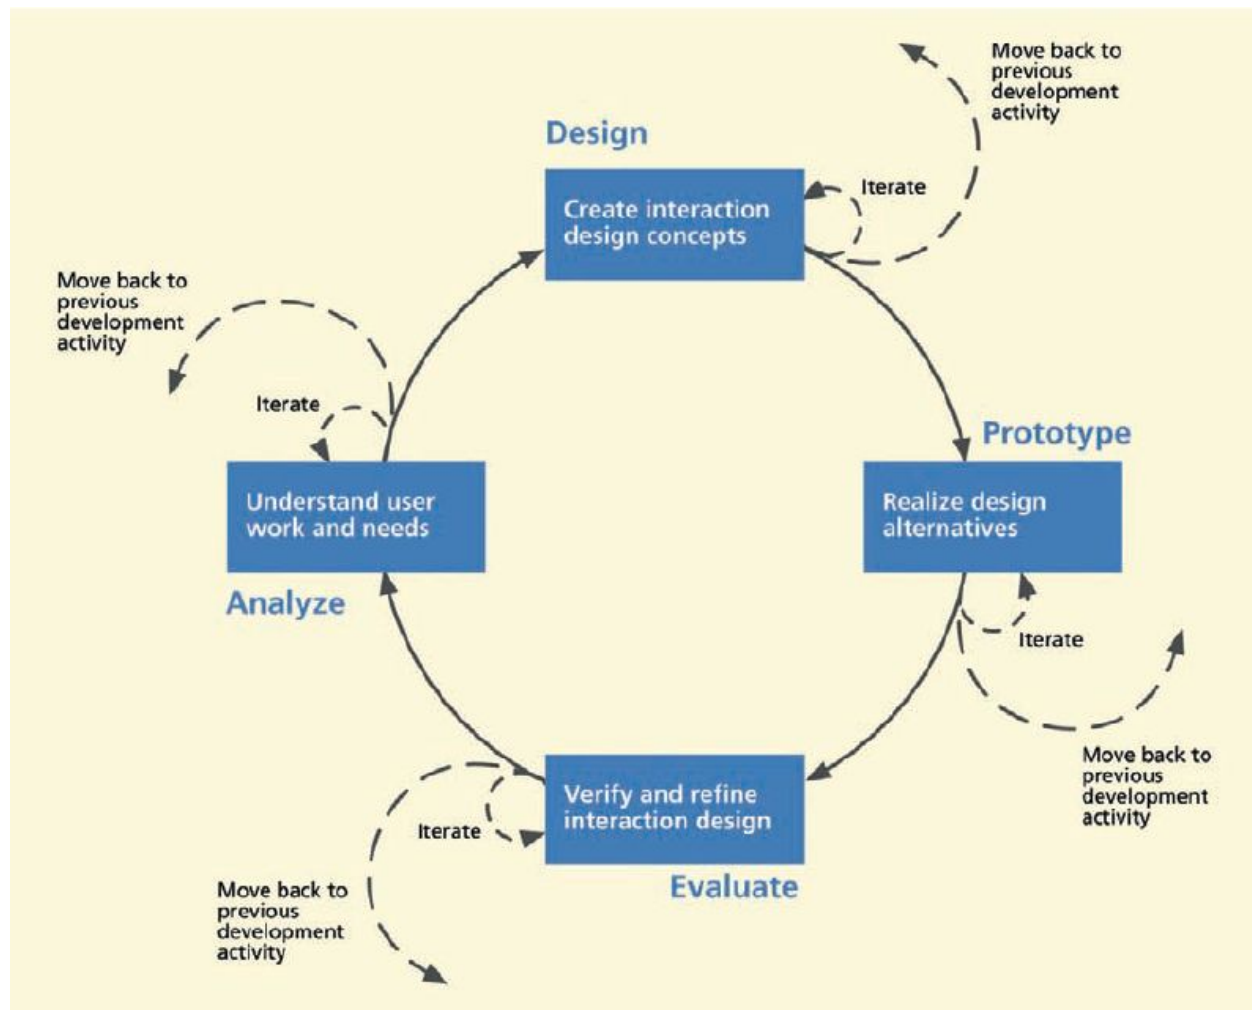 Move back to
previous
development
activity
Design
Create interaction
design concepts
Iterate
Move back to
previous
development
activity
Iterate
Prototype
Understand user
work and needs
Realize design
alternatives
Analyze
Iterate
Move back to
previous
development
activity
Verify and refine
interaction design
Iterate
Evaluate
Move back to
previous
development
activity